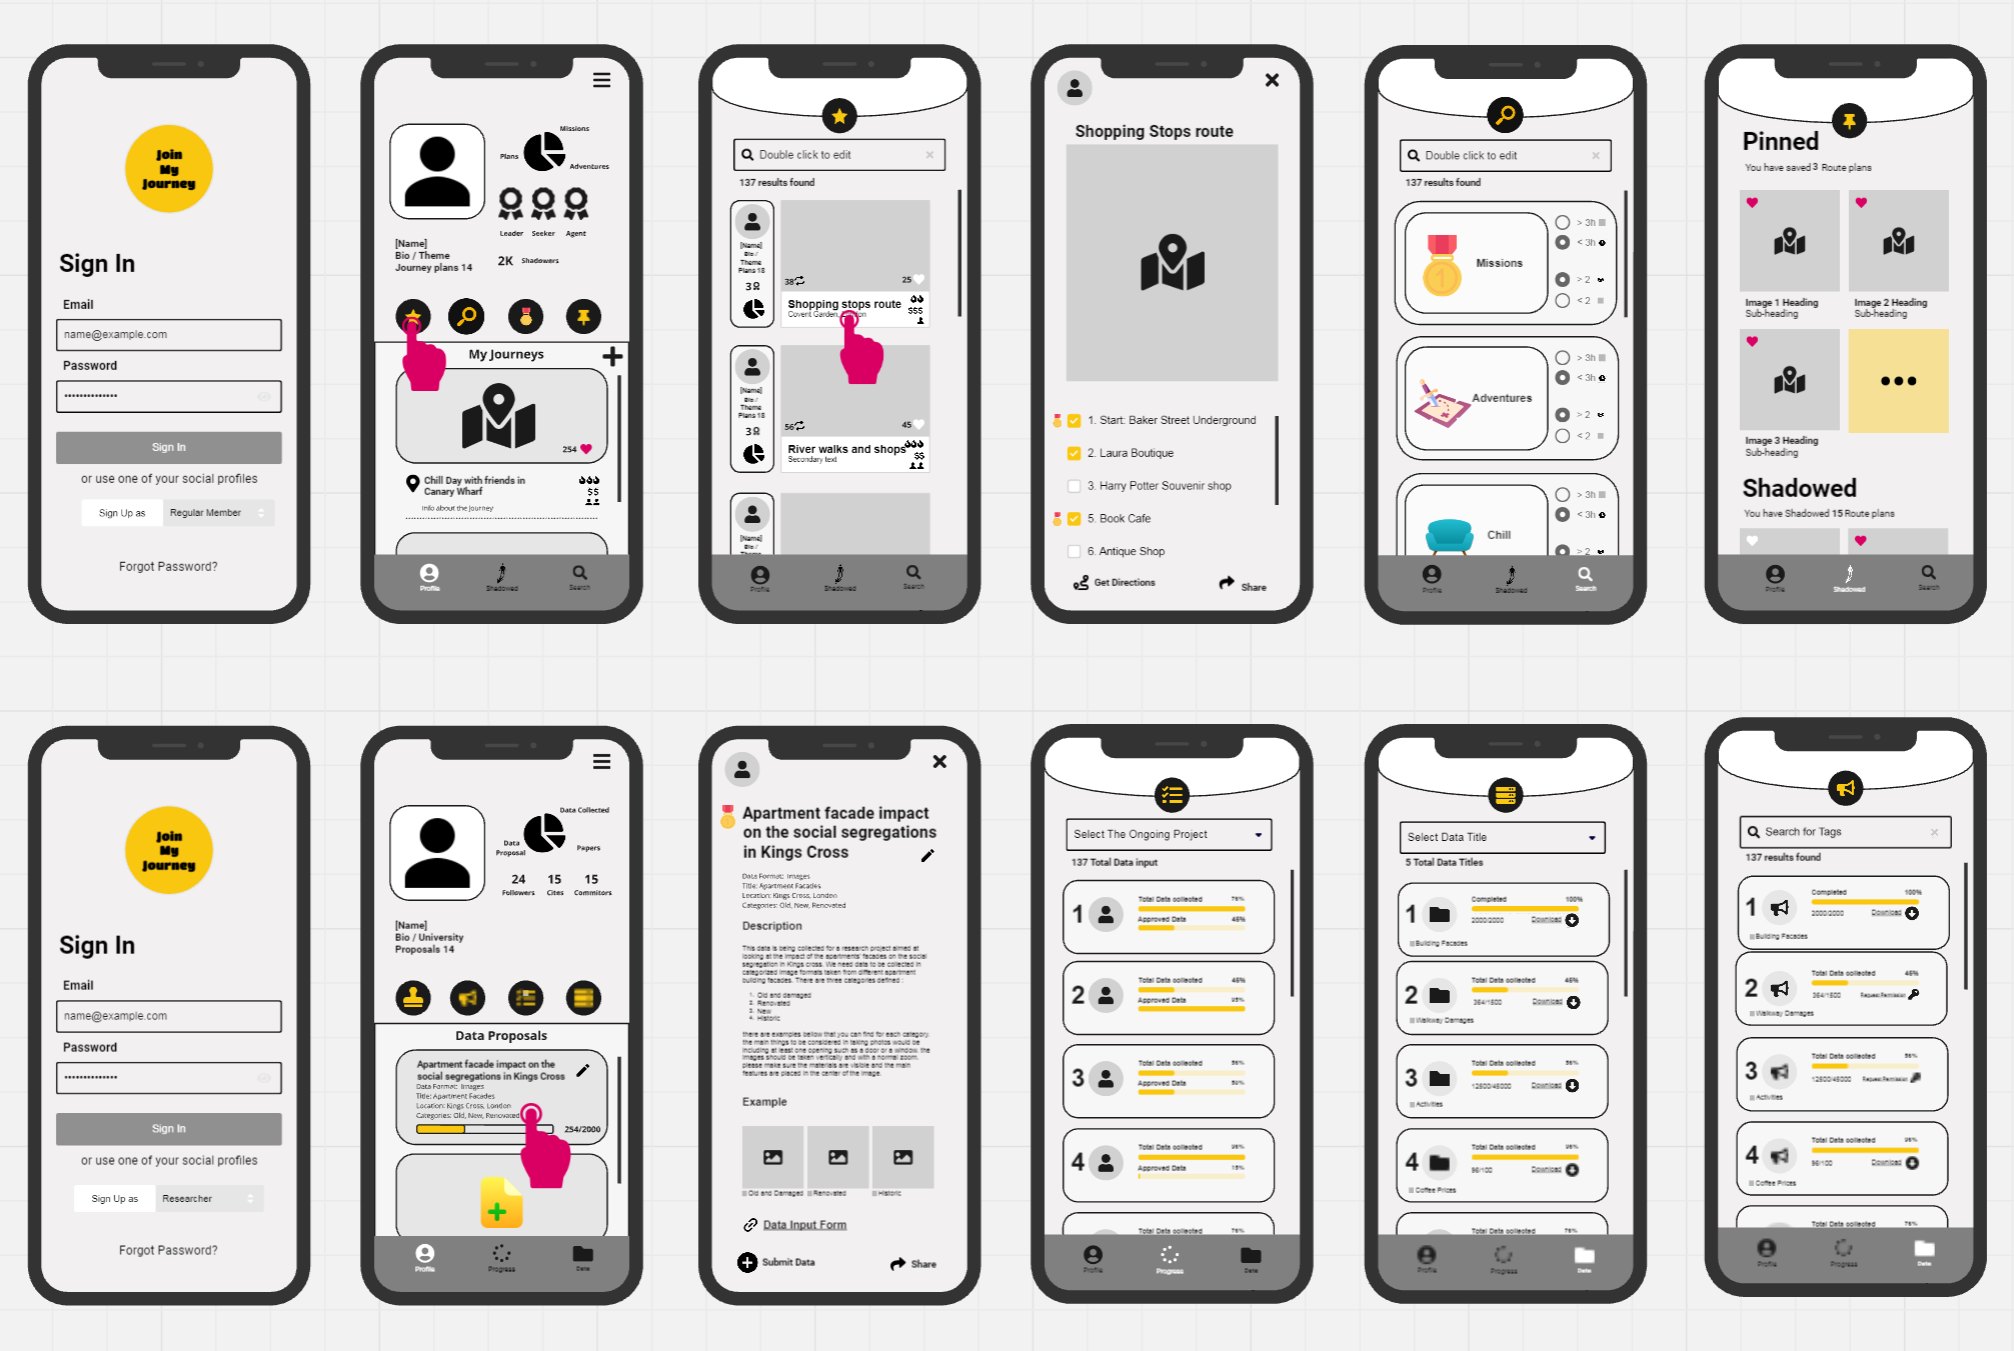 Join
My
Journey
Sign In
Email
name@example.com
Password
Sign In
or use one of your social profiles
Sign Up as
Regular Member
Forgot Password?
Missions
Plans
Adventures
Leader
Seeker
Agent
[Name]
Bio / Theme
Journey plans 14
2K
Shadowers
My Journeys
254
Chill Day with friends in
Canary Wharf
info about the journey
$$
Profile
Shadowed
Search
Double click to edit
137 results found
[Name]
Bio /
Theme
Plans 18
3
38
25
Shopping stops route
Covent Garden,
$$$
[Name]
Bio /
Theme
Plans 18
3
56
45
River walks and shops
Secondary text
$$
[Name]
Bio /
Theme
Profile
Shadowed
Search
Shopping Stops route
1. Start: Baker Street Underground
2. Laura Boutique
3. Harry Potter Souvenir shop
5. Book Cafe
6. Antique Shop
Get Directions
Share
Double click to edit
137 results found
Missions
> 3h
< 3h
> 2
< 2
Adventures
> 3h
< 3h
> 2
< 2
Chill
> 3h
< 3h
> 2
Profile
Shadowed
Search
Pinned
You have saved 3 Route plans
Image 1 Heading
Sub-heading
Image 2 Heading
Sub-heading
Image 3 Heading
Sub-heading
Shadowed
You have Shadowed 15 Route plans
Profile
Shadowed
Search
Join
My
Journey
Sign In
Email
name@example.com
Password
Sign In
or use one of your social profiles
Sign Up as
Researcher
Forgot Password?
Data Collected
Data
Proposal
Papers
24
Followers
15
Cites
15
Commitors
[Name]
Bio / University
Proposals 14
Data Proposals
Apartment facade impact on the
social segregations in Kings Cross
Data Format: Images
Title: Apartment Facades
Location: Kings Cross, London
Categories: Old, New, Renovated
254/2000
Profile
Progress
Data
Apartment facade impact
on the social segregations
in Kings Cross
Data Format: Images
Title: Apartment Facades
Location: Kings Cross, London
Categories: Old, New, Renovated
Description
This data is being collected for a research project aimed at
looking at the impact of the apartments' facades on the social
segregation in Kings cross. We need data to be collected in
categorized image formats taken from different apartment
building facades. There are three categories defined :
1. Old and damaged
2. Renovated
3. New
4. Historic
there are examples bellow that you can find for each category.
the main things to be considered in taking photos would be
including at least one opening such as a door or a window. the
images should be taken vertically and with a normal zoom.
please make sure the materials are visible and the main
features are placed in the center of the image.
Example
Old and Damaged
Renovated
Historic
Data Input Form
Submit Data
Share
Select The Ongoing Project
137 Total Data input
1
Total Data collected
Approved Data
2
Total Data collected
Approved Data
3
Total Data collected
Approved Data
4
Total Data collected
Approved Data
Total Data collected
Profile
Progress
Data
Select Data Title
5 Total Data Titles
1
Completed
100%
2000/2000
Download
Building Facades
2
Total Data collected
45%
364/1500
Download
Walkway Damages
3
Total Data collected
12500/45000
Download
Activities
4
Total Data collected
96/100
Download
Coffee Prices
Total Data collected
Profile
Progress
Data
Search for Tags
137 results found
1
Completed
100%
2000/2000
Download
Building Facades
2
Total Data collected
45%
364/1500
Request Permission
Walkway Damages
3
Total Data collected
12500/45000
Request Permission
Activities
4
Total Data collected
96/100
Download
Coffee Prices
Total Data collected
Profile
Progress
Data